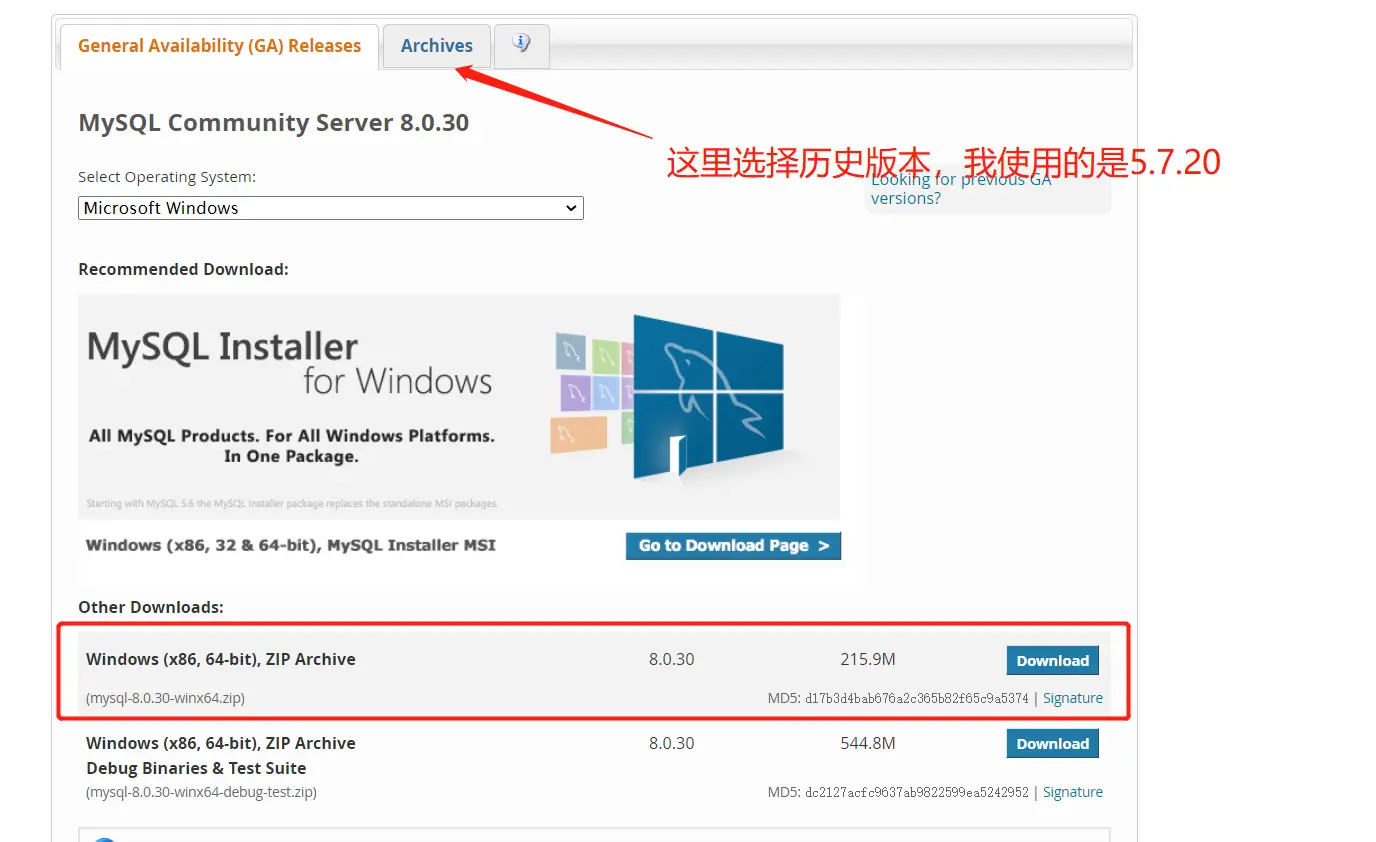 General Availability (GA) Releases
Archives
MySQL Community Server 8.0.30
这里选择历史版本，我使用的是5.7.20
Select Operating System:
Looking for previous GA
versions?
Microsoft Windows
Recommended Download:
MySQL Installer
for Windows
All MySQL Products. For All Windows Platforms.
In One Package.
Starting with MySQL 5.6 the MySQL Installer package replaces the standalone MSI packages.
Windows (x86, 32 & 64-bit), MySQL Installer MSI
Go to Download Page >
Other Downloads:
Windows (x86, 64-bit), ZIP Archive 8.0.30 215.9M Download
(mysql-8.0.30-winx64.zip) MD5: d17b3d4bab676a2c365b82f65c9a5374 | Signature
Windows (x86, 64-bit), ZIP Archive 8.0.30 544.8M Download
Debug Binaries & Test Suite
(mysql-8.0.30-winx64-debug-test.zip) MD5: dc2127acfc9637ab9822599ea5242952 | Signature